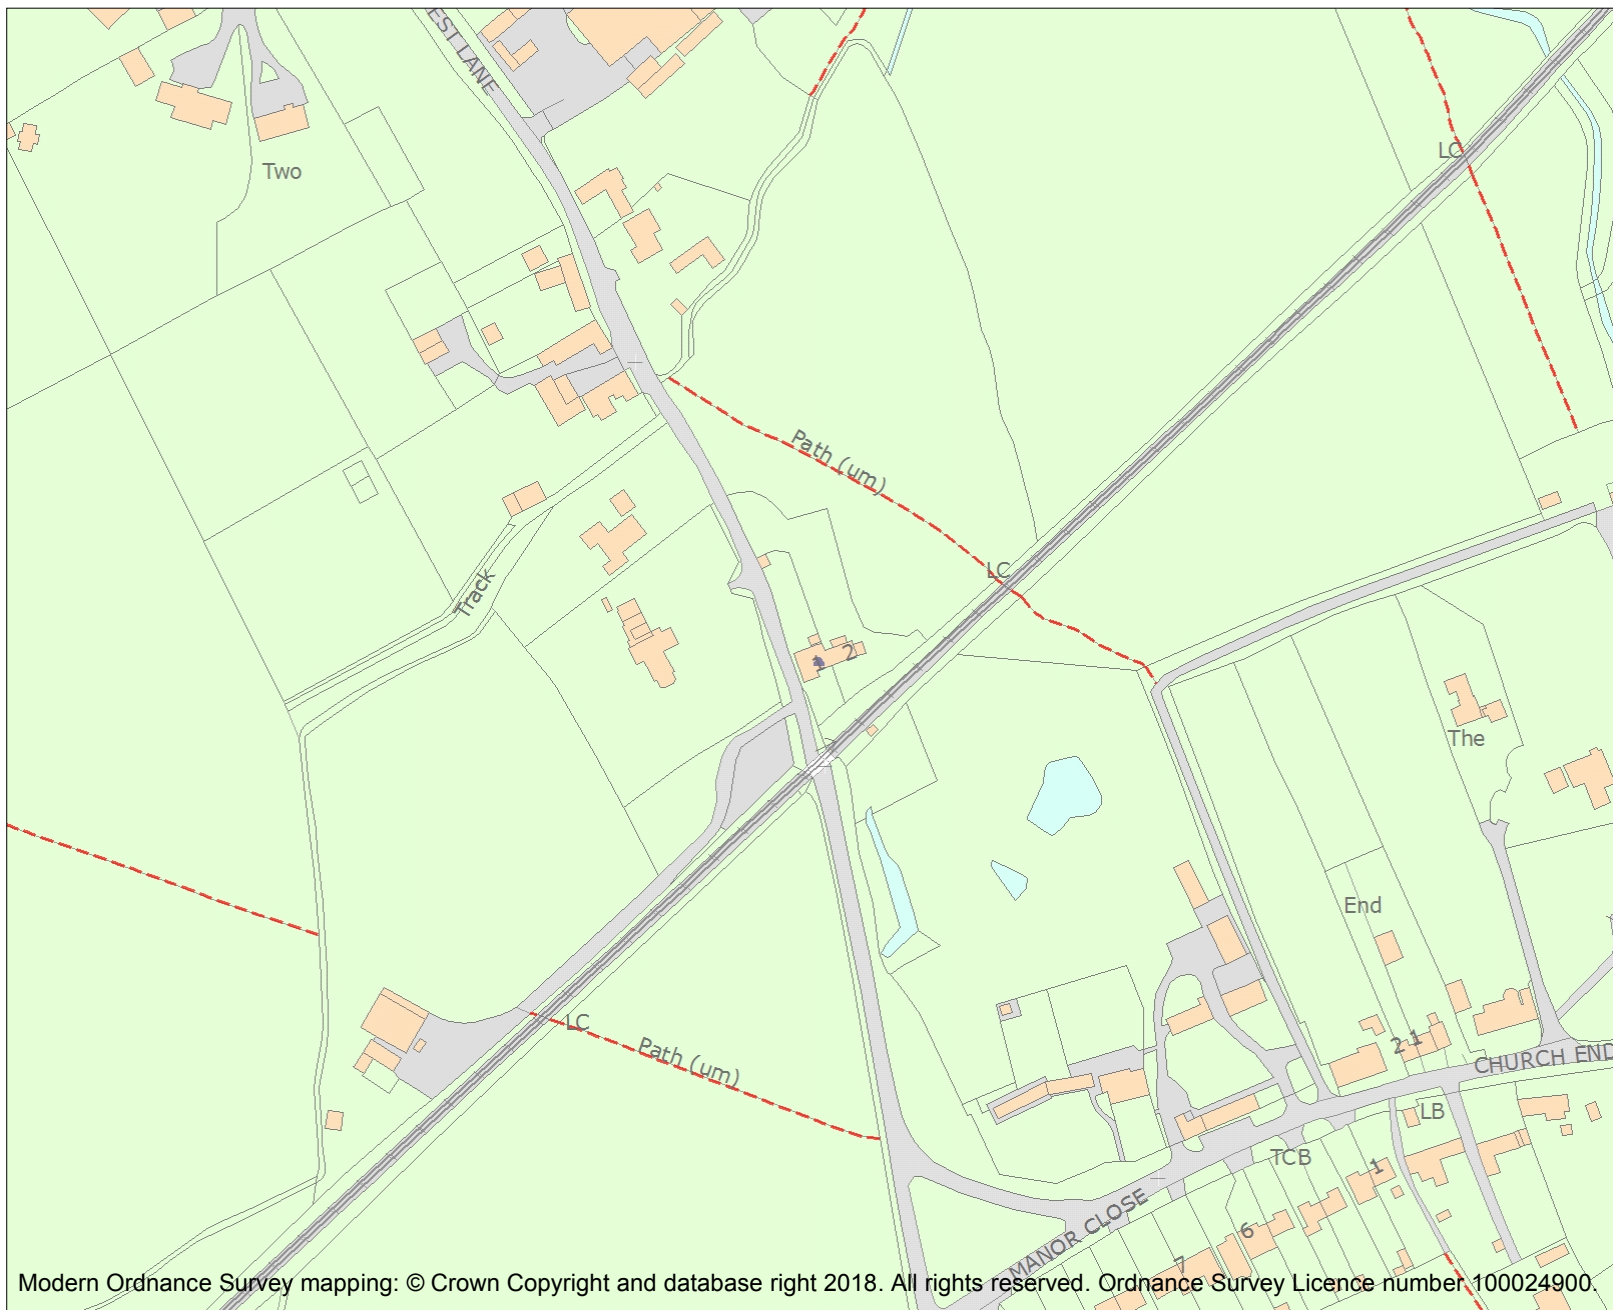 EST LANE
Two
LC
Path (um)
LC
Track
1 2
The
End
LC
Path (um)
2 1
CHURCH END
LB
TCB
1
MANOR CLOSE
6
7
Modern Ordnance Survey mapping: © Crown Copyright and database right 2018. All rights reserved. Ordnance Survey Licence number 100024900.